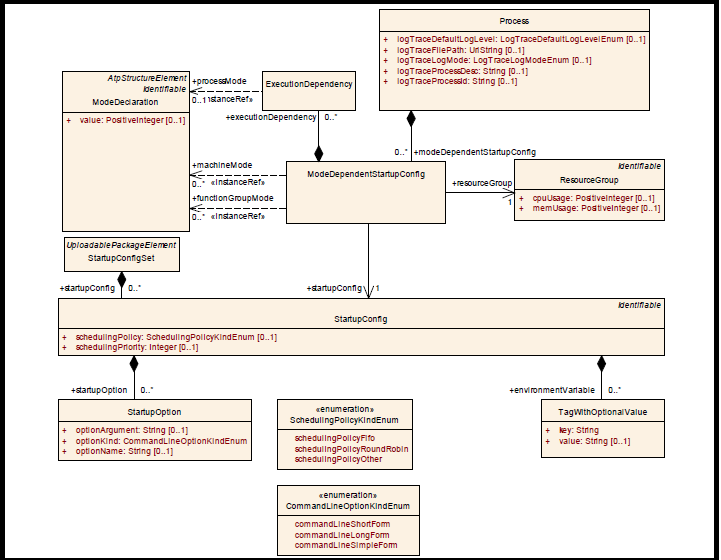 Process
+ logTraceDefaultLogLevel: LogTraceDefaultLogLevelEnum [0..1]
+ logTraceFilePath: UriString [0..1]
+ logTraceLogMode: LogTraceLogModeEnum [0..1]
+ logTraceProcessDesc: String [0..1]
+ logTraceProcessId: String [0..1]
AtpStructureElement
Identifiable
ModeDeclaration
+ value: PositiveInteger [0..1]
+processMode
0..1
ıstanceRef»
ExecutionDependency
+executionDependency
0..*
0..*
+modeDependentStartupConfig
+machineMode
0..*
«instanceRef»
+functionGroupMode
0..*
«instanceRef»
ModeDependentStartupConfig
+resourceGroup
1
Identifiable
ResourceGroup
+ cpuUsage: PositiveInteger [0..1]
+ memUsage: PositiveInteger [0..1]
UploadablePackageElement
StartupConfigSet
+startupConfig
0..*
+startupConfig
1
Identifiable
StartupConfig
+ schedulingPolicy: SchedulingPolicyKindEnum [0..1]
+ schedulingPriority: Integer [0..1]
+startupOption
0..*
+environmentVariable
0..*
StartupOption
+ optionArgument: String [0..1]
+ optionKind: CommandLineOptionKindEnum
+ optionName: String [0..1]
«enumeration»
SchedulingPolicyKindEnum
schedulingPolicyFifo
schedulingPolicyRoundRobin
schedulingPolicyOther
TagWithOptionalValue
+ key: String
+ value: String [0..1]
«enumeration»
CommandLineOptionKindEnum
commandLineShortForm
commandLineLongForm
commandLineSimpleForm